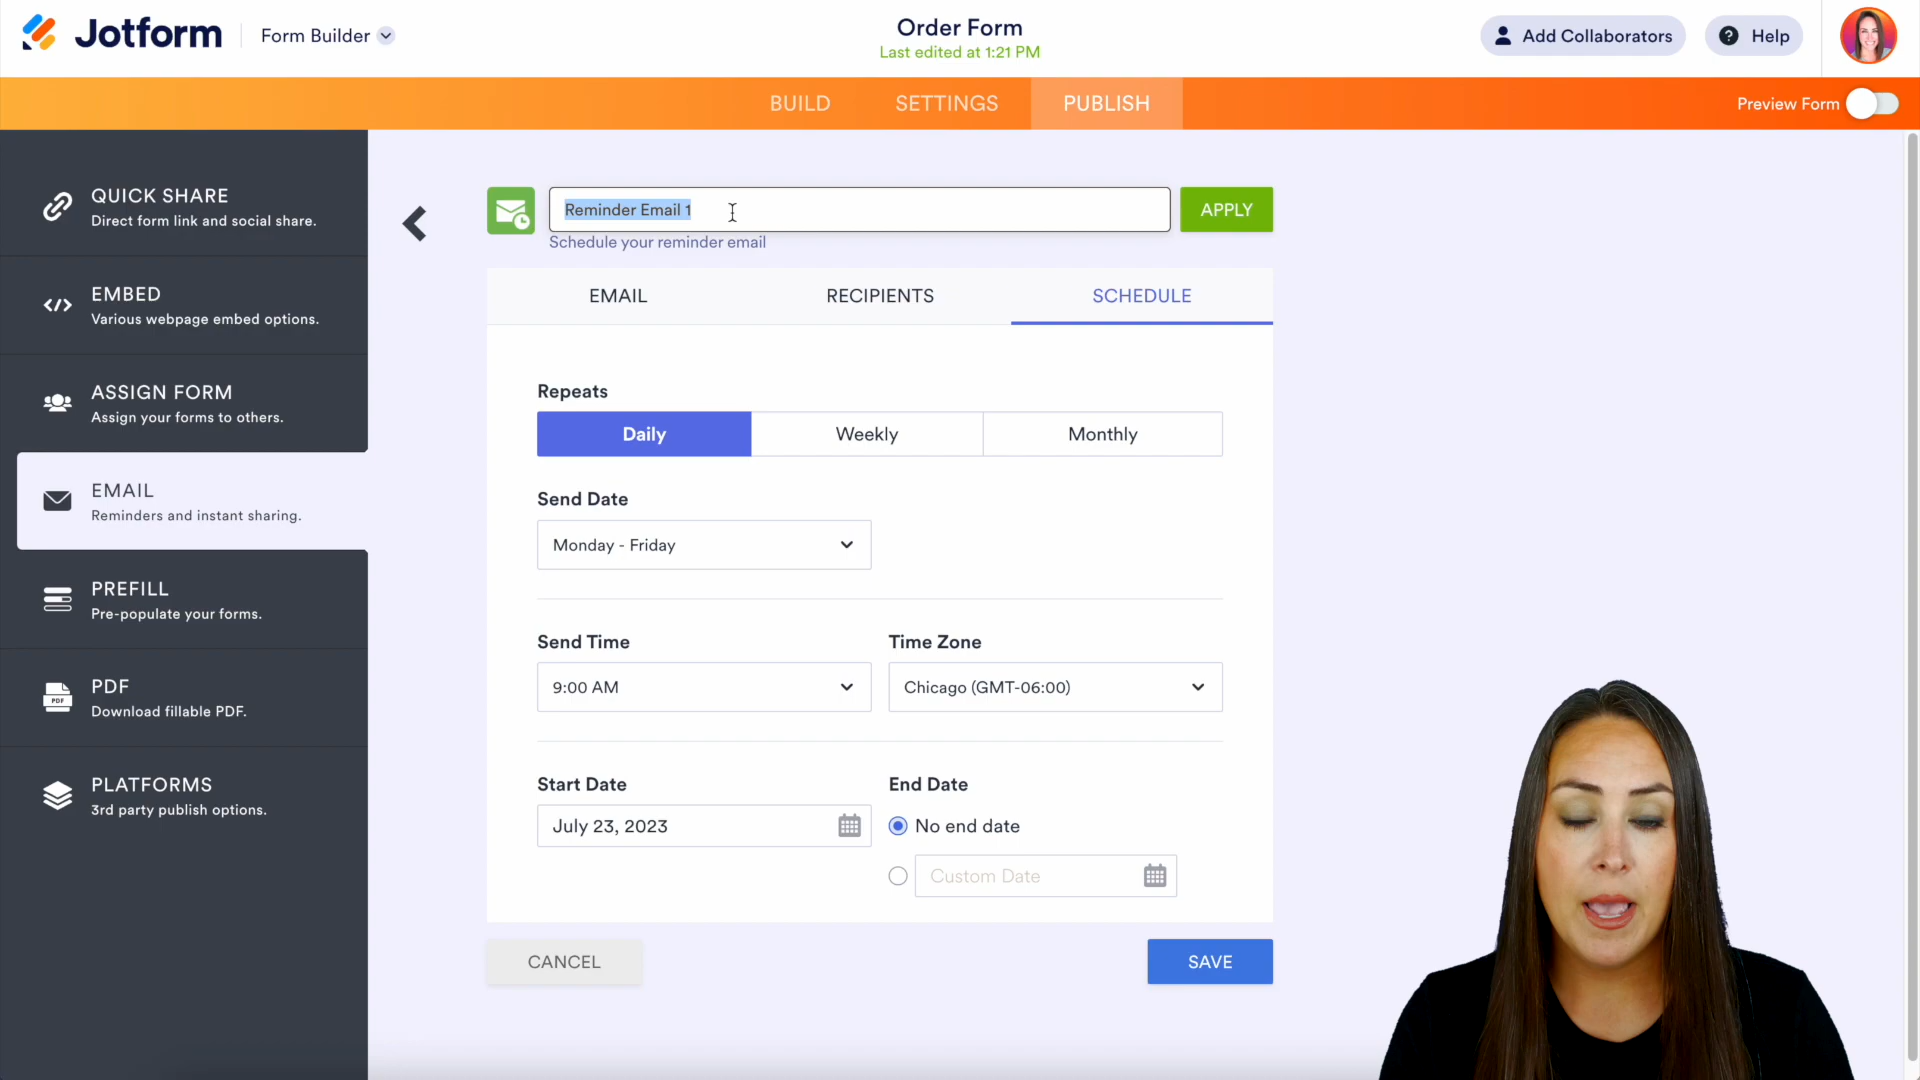 Jotform
Form Builder
Order Form
Last edited at 1:21 PM
Add Collaborators
Help
BUILD
SETTINGS
PUBLISH
Preview Form
QUICK SHARE
Direct form link and social share.
EMBED
Various webpage embed options.
ASSIGN FORM
Assign your forms to others.
EMAIL
Reminders and instant sharing.
PREFILL
Pre-populate your forms.
PDF
PDF
Download fillable PDF.
PLATFORMS
3rd party publish options.
Reminder Email 1
APPLY
Schedule your reminder email
EMAIL
RECIPIENTS
SCHEDULE
Repeats
Daily
Weekly
Monthly
Send Date
Monday - Friday
Send Time
Time Zone
9:00 AM
Chicago (GMT-06:00)
Start Date
End Date
July 23, 2023
No end date
Custom Date
CANCEL
SAVE